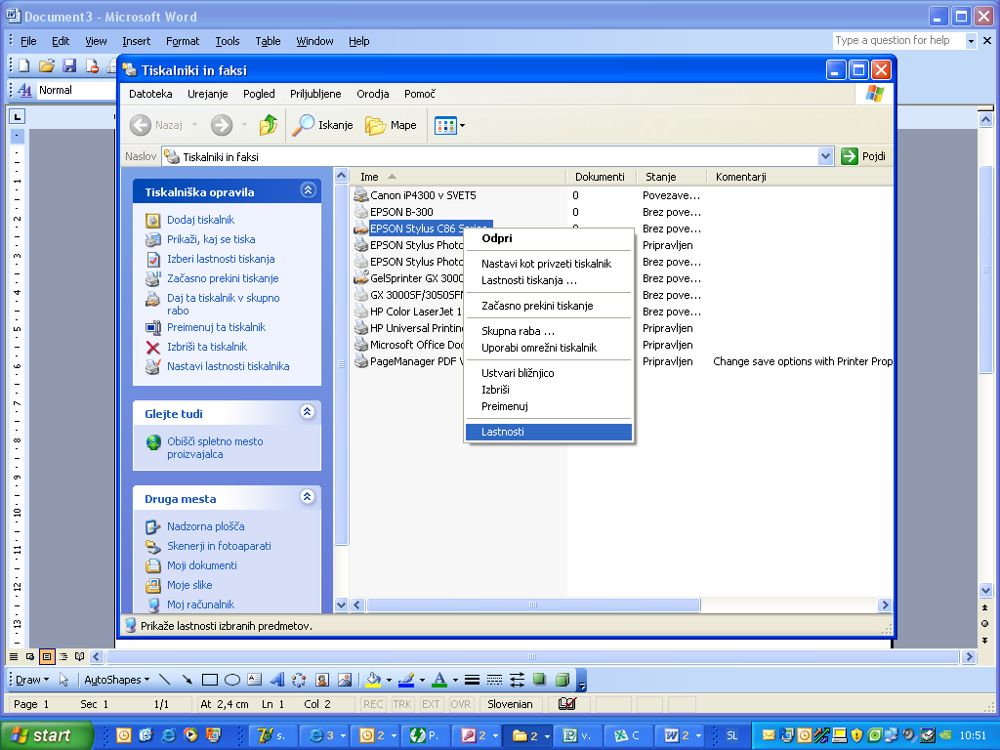 Document3 - Microsoft Word
File Edit View Insert Format Tools Table Window Help
Type a question for help
Normal
Tiskalniki in faksi
Datoteka Urejanje Pogled Priljubljene Orodja Pomoč
Nazaj Iskanje Mape
Naslov Tiskalniki in faksi Pojdi
Tiskalniška opravila
Dodaj tiskalnik
Prikaži, kaj se tiska
Izberi lastnosti tiskanja
Začasno prekini tiskanje
Daj ta tiskalnik v skupno
rabo
Preimenuj ta tiskalnik
Izbriši ta tiskalnik
Nastavi lastnosti tiskalnika
Glejte tudi
Obišči spletno mesto
proizvajalca
Druga mesta
Nadzorna plošča
Skenerji in fotoaparati
Moji dokumenti
Moje slike
Moj računalnik
Ime Dokumenti Stanje Komentarji
Canon iP4300 v SVET5 0 Povezave...
EPSON B-300 0 Brez pove...
EPSON Stylus C86 Series 0 Brez pove...
EPSON Stylus Photo Pripravljen
EPSON Stylus Photo Brez pove...
GelSprinter GX 3000 Brez pove...
GX 3000SF/3050SFN Brez pove...
HP Color LaserJet 1 Brez pove...
HP Universal Printing Pripravljen
Microsoft Office Doc Pripravljen
PageManager PDF Pripravljen Change save options with Printer Prop
Odpri
Nastavi kot privzeti tiskalnik
Lastnosti tiskanja ...
Začasno prekini tiskanje
Skupna raba ...
Uporabi omrežni tiskalnik
Ustvari bližnjico
Izbriši
Preimenuj
Lastnosti
Prikaže lastnosti izbranih predmetov.
Draw AutoShapes
Page 1 Sec 1 1/1 At 2,4 cm Ln 1 Col 2 REC TRK EXT OVR Slovenian
start s. 3 2 P. 2 2 v. C 2 SL 10:51